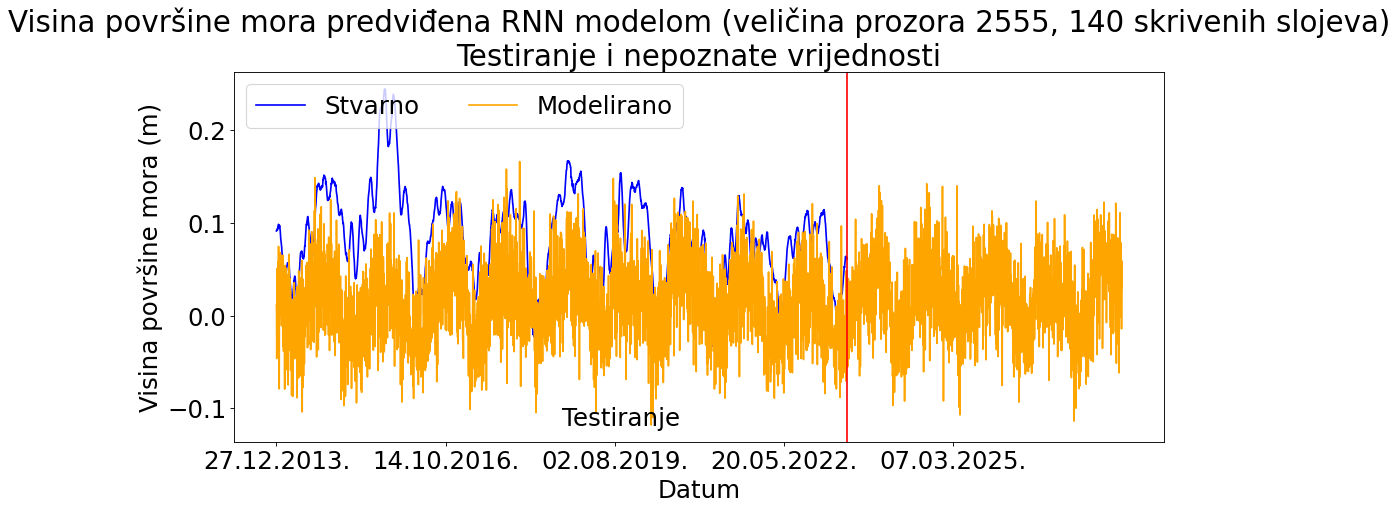 Visina površine mora predviđena RNN modelom (veličina prozora 2555, 140 skrivenih slojeva)
Testiranje i nepoznate vrijednosti
Stvarno Modelirano
Visina površine mora (m)
0.2
0.1
0.0
−0.1
Testiranje
27.12.2013. 14.10.2016. 02.08.2019. 20.05.2022. 07.03.2025.
Datum